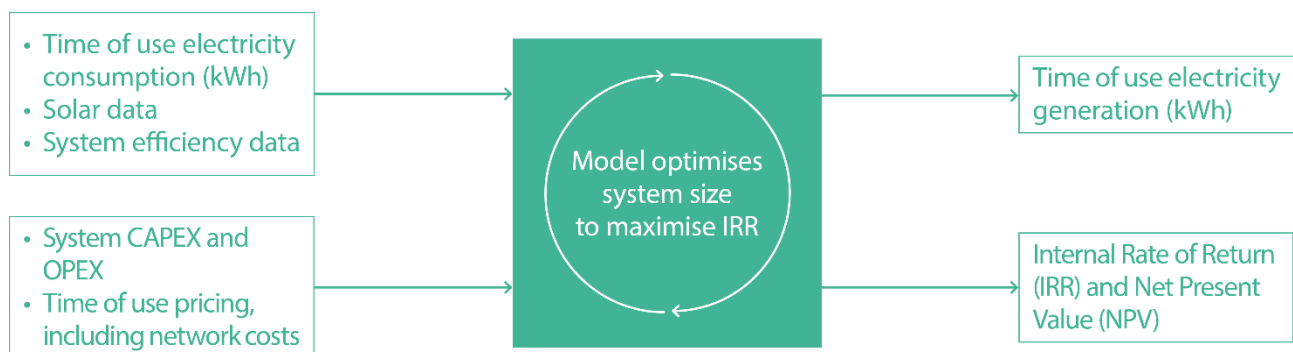 • Time of use electricity
consumption (kWh)
• Solar data
• System efficiency data
• System CAPEX and
OPEX
• Time of use pricing,
including network costs
Model optimises
system size
to maximise IRR
Time of use electricity
generation (kWh)
Internal Rate of Return
(IRR) and Net Present
Value (NPV)